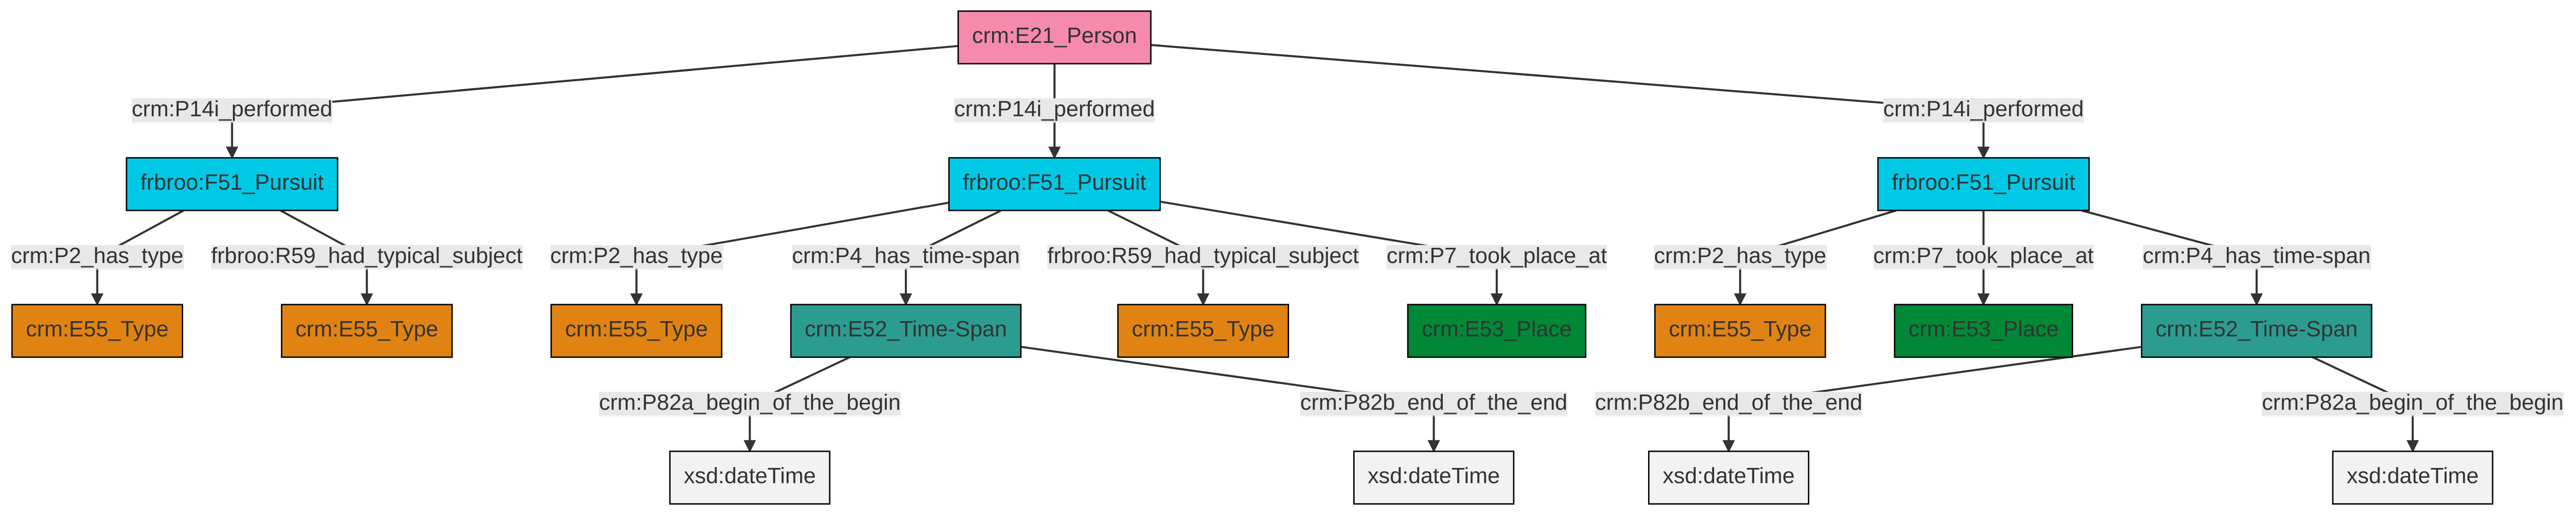 crm:E21_Person
crm:P14i_performed
crm:P14i_performed
crm:P14i_performed
frbroo:F51_Pursuit
frbroo:F51_Pursuit
frbroo:F51_Pursuit
crm:P2_has_type
frbroo:R59_had_typical_subject
crm:P2_has_type
crm:P4_has_time-span
frbroo:R59_had_typical_subject
crm:P7_took_place_at
crm:P2_has_type
crm:P7_took_place_at
crm:P4_has_time-span
crm:E55_Type
crm:E55_Type
crm:E55_Type
crm:E52_Time-Span
crm:E55_Type
crm:E53_Place
crm:E55_Type
crm:E53_Place
crm:E52_Time-Span
crm:P82a_begin_of_the_begin
crm:P82b_end_of_the_end
crm:P82b_end_of_the_end
crm:P82a_begin_of_the_begin
xsd:dateTime
xsd:dateTime
xsd:dateTime
xsd:dateTime